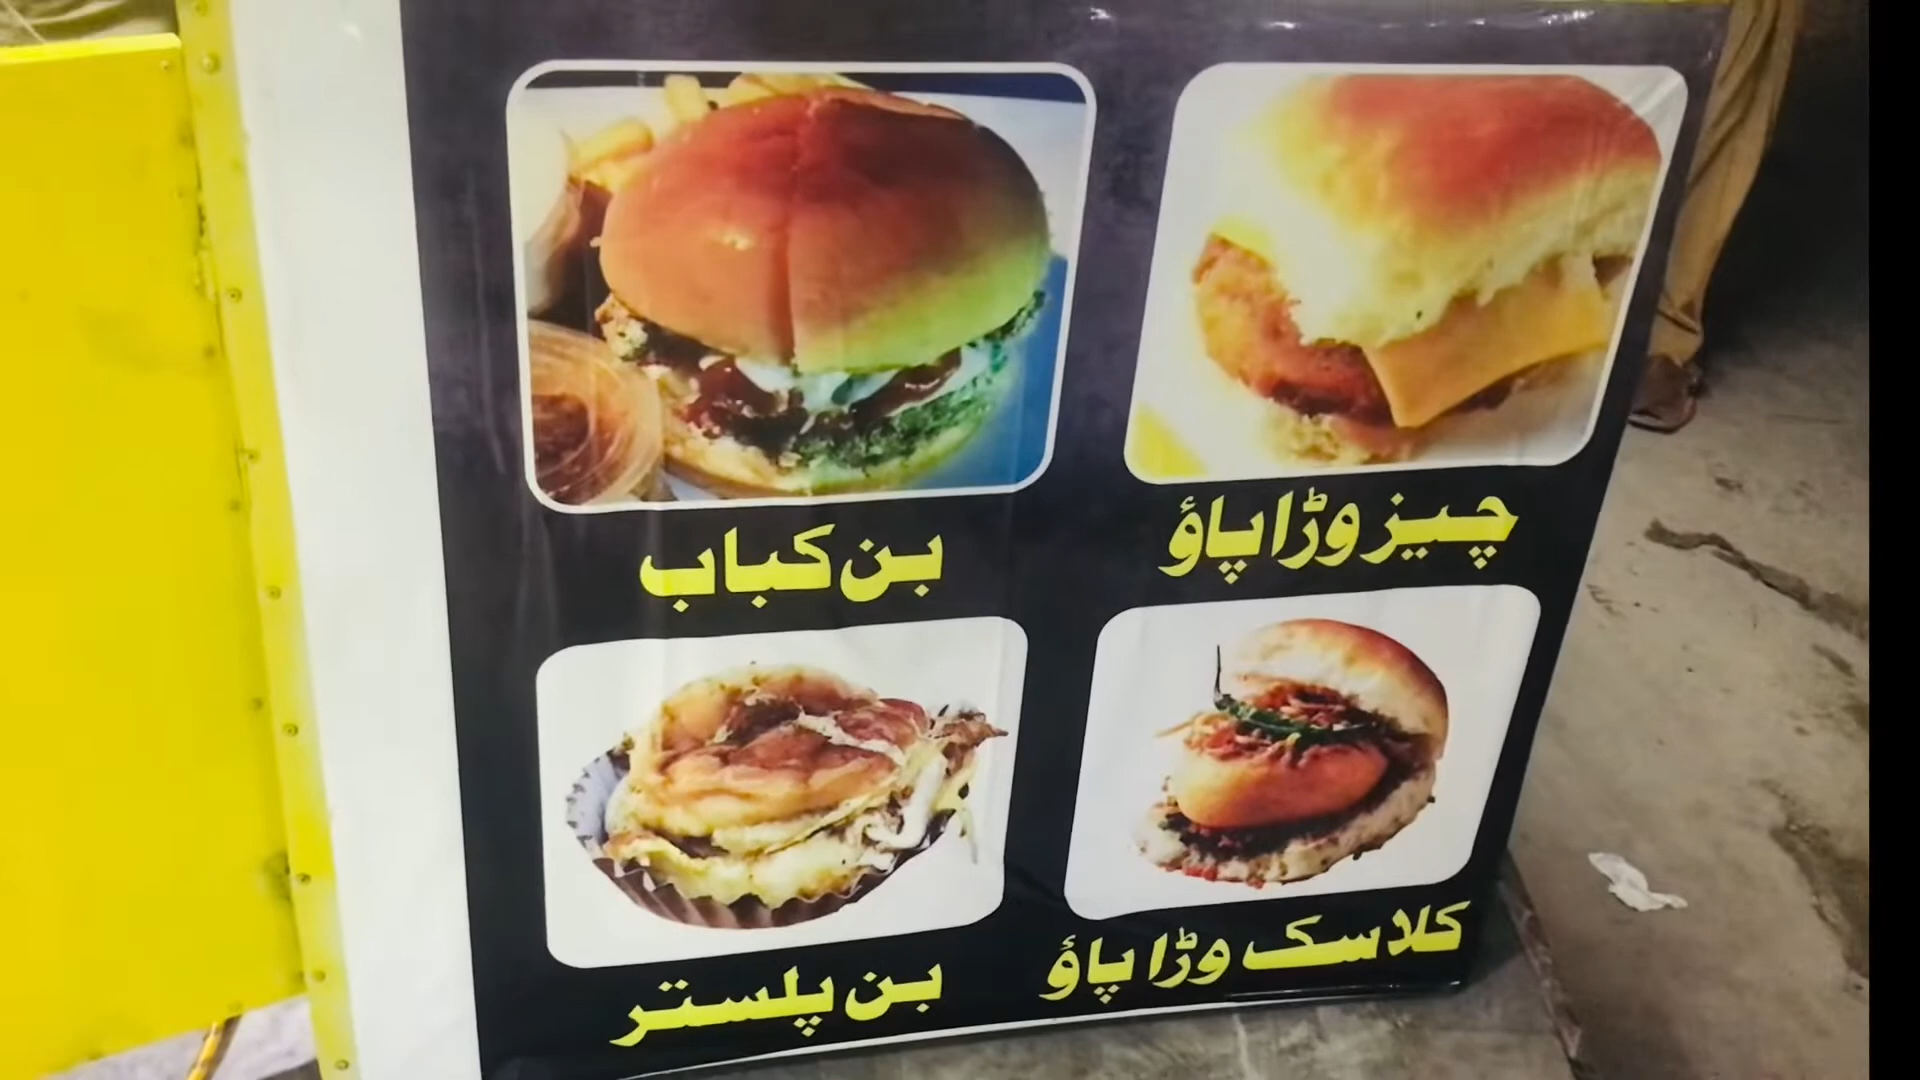 چیز وڑا پاؤ
بن کباب
کلاسک وڑا پاؤ
بن پلستر